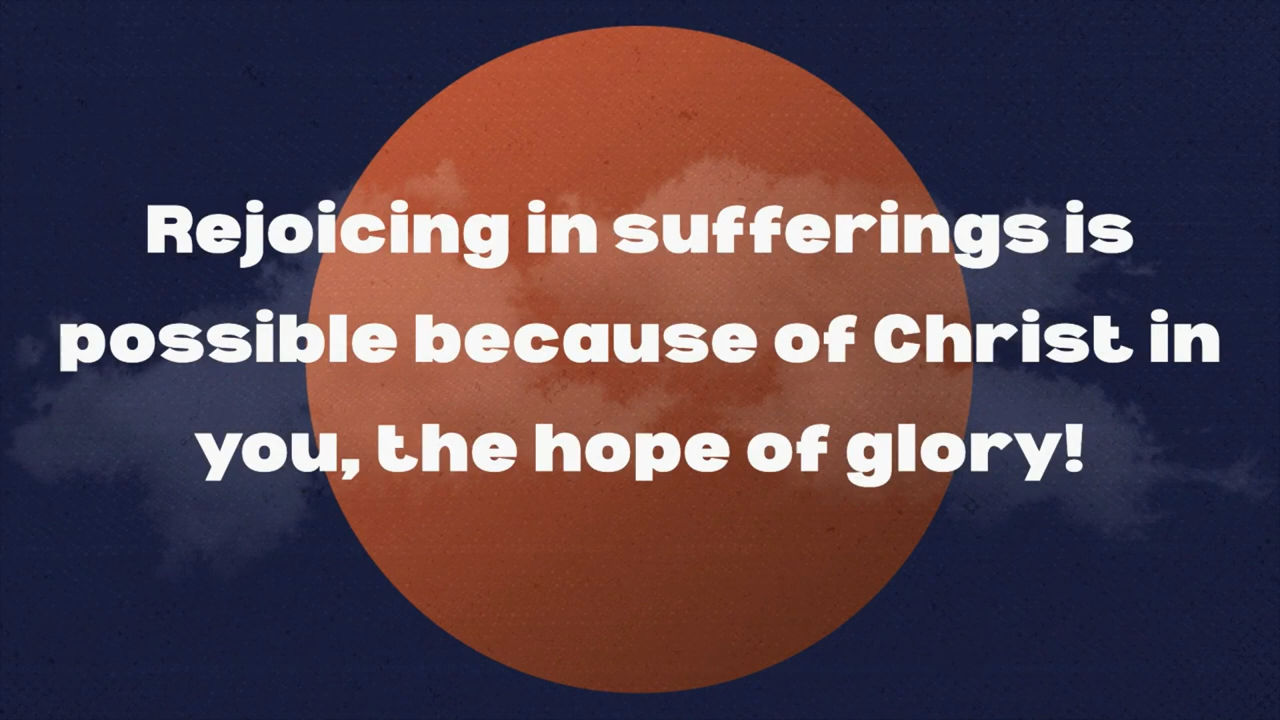 Rejoicing in sufferings is
possible because of Christ in
you, the hope of glory!